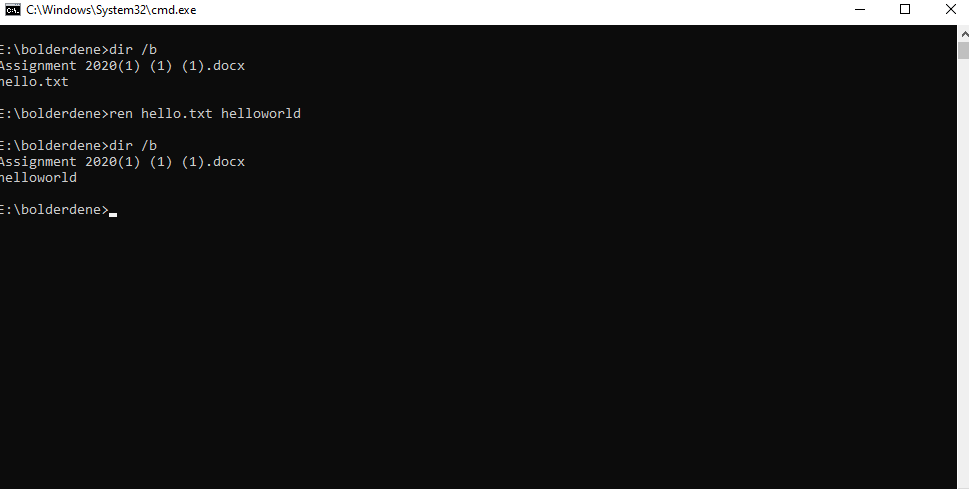 C:\Windows\System32\cmd.exe
E:\bolderdene>dir /b
Assignment 2020(1) (1) (1).docx
hello.txt
E:\bolderdene>ren hello.txt helloworld
E:\bolderdene>dir /b
Assignment 2020(1) (1) (1).docx
helloworld
E:\bolderdene>